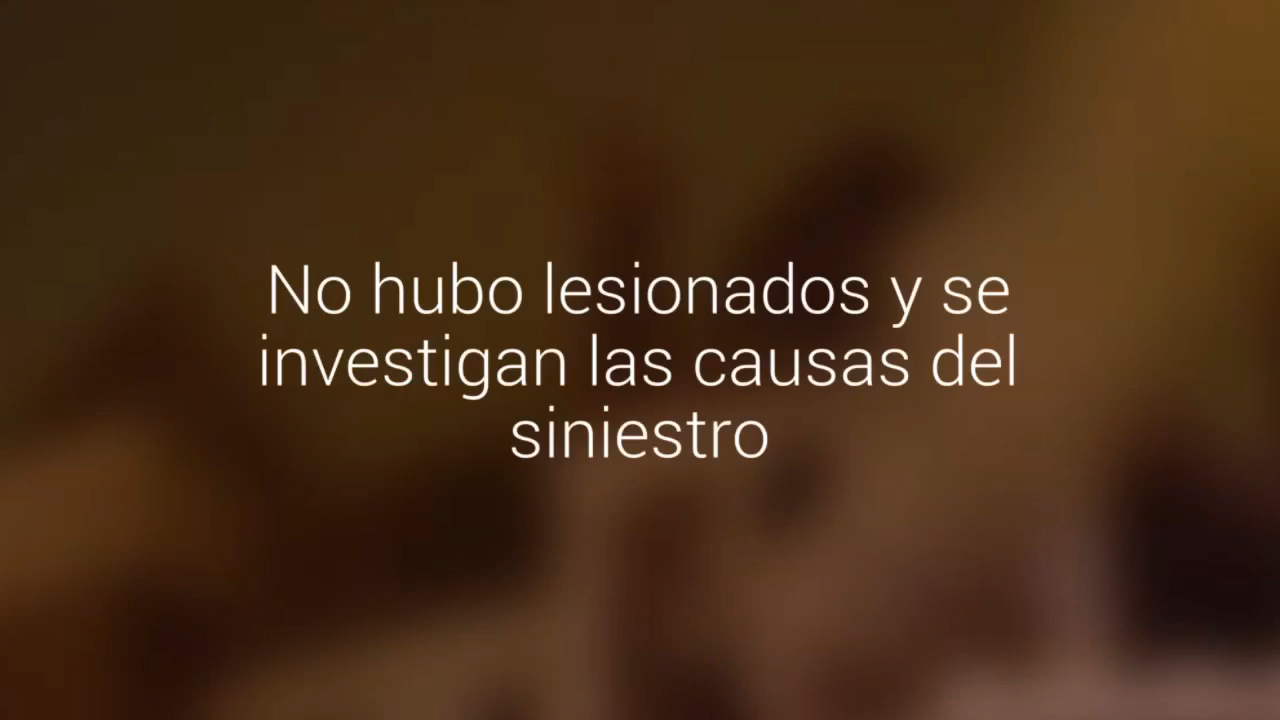 No hubo lesionados y se
investigan las causas del
siniestro